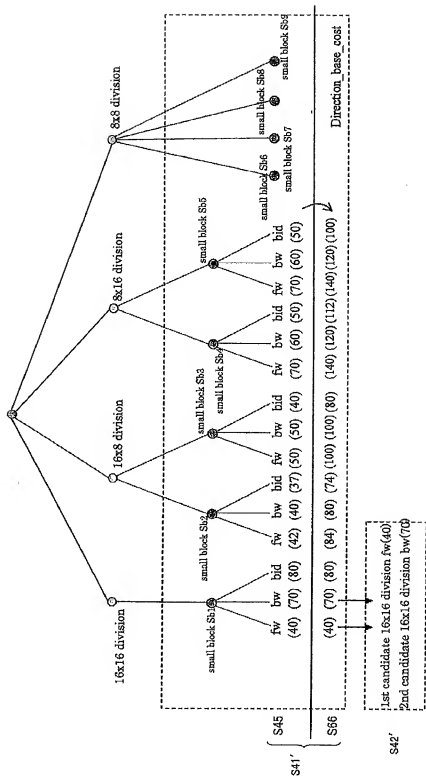 16x16 division
16x8 division
8x16 division
8x8 division
small block Sb1
small block Sb2
small block Sb3
small block Sb4
small block Sb5
small block Sb6
small block Sb7
small block Sb8
small block Sb9
fw bw bid fw bw bid fw bw bid fw bw bid fw bw bid
S45 (40) (70) (80) (42) (40) (37) (50) (50) (40) (70) (60) (50) (70) (60) (50)
S41'
S66 (40) (70) (80) (84) (80) (74) (100) (100) (80) (140) (120) (112) (140) (120) (100)
Direction_base_cost
S42'
1st candidate 16x16 division fw(40)
2nd candidate 16x16 division bw(70)